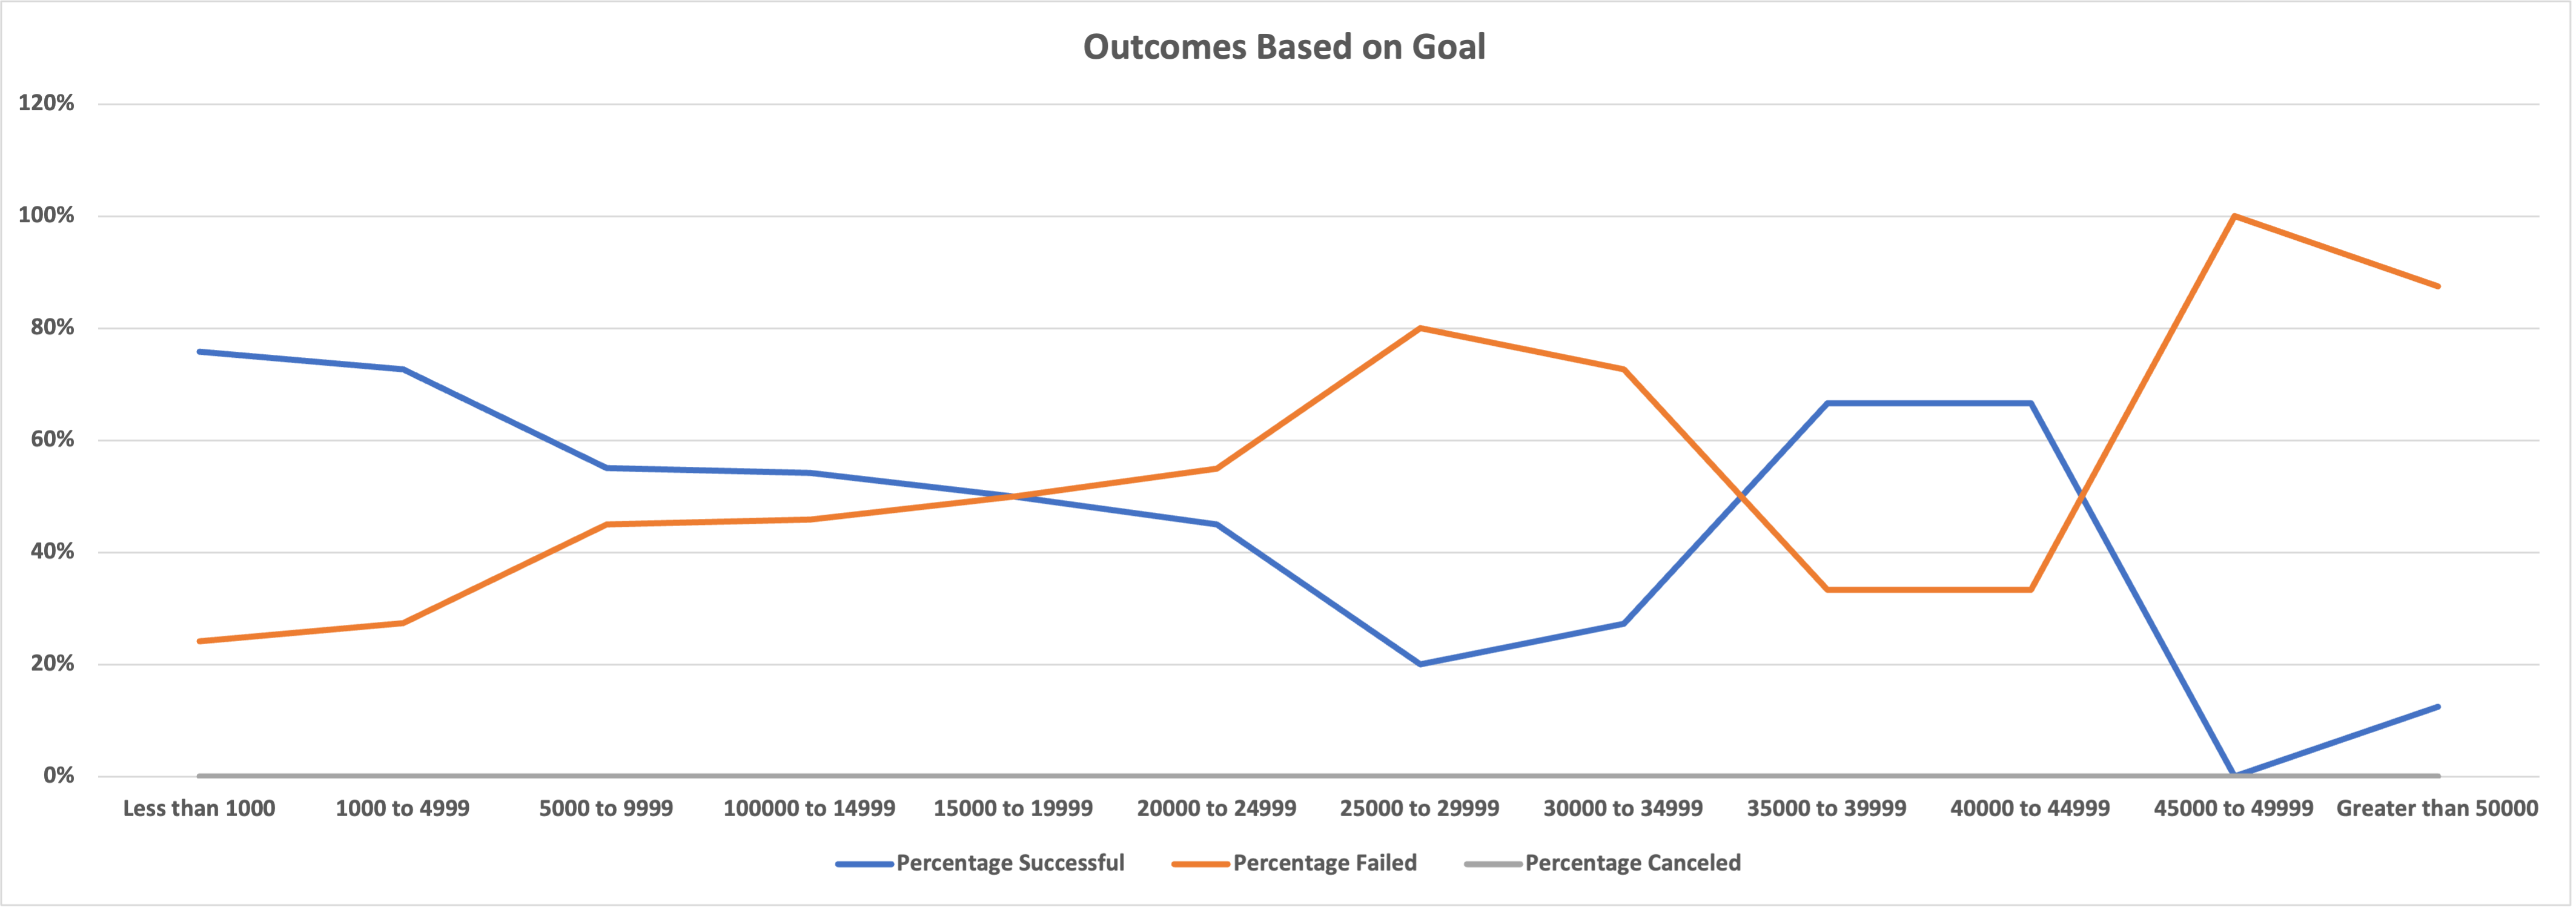 Outcomes Based on Goal
120%
100%
80%
60%
40%
20%
0%
Less than 1000 1000 to 4999 5000 to 9999 100000 to 14999 15000 to 19999 20000 to 24999 25000 to 29999 30000 to 34999 35000 to 39999 40000 to 44999 45000 to 49999 Greater than 50000
Percentage Successful Percentage Failed Percentage Canceled